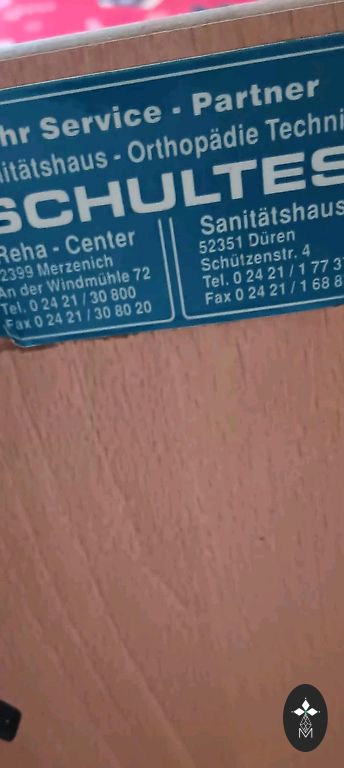 hr Service - Partner
nitätshaus - Orthopädie Techni
SCHULTES
Reha - Center
2399 Merzenich
An der Windmühle 72
Tel. 0 24 21 / 30 800
Fax 0 24 21 / 30 80 20
Sanitätshaus
52351 Düren
Schützenstr. 4
Tel. 0 24 21 / 1 77 3
Fax 0 24 21 / 1 68 8
M